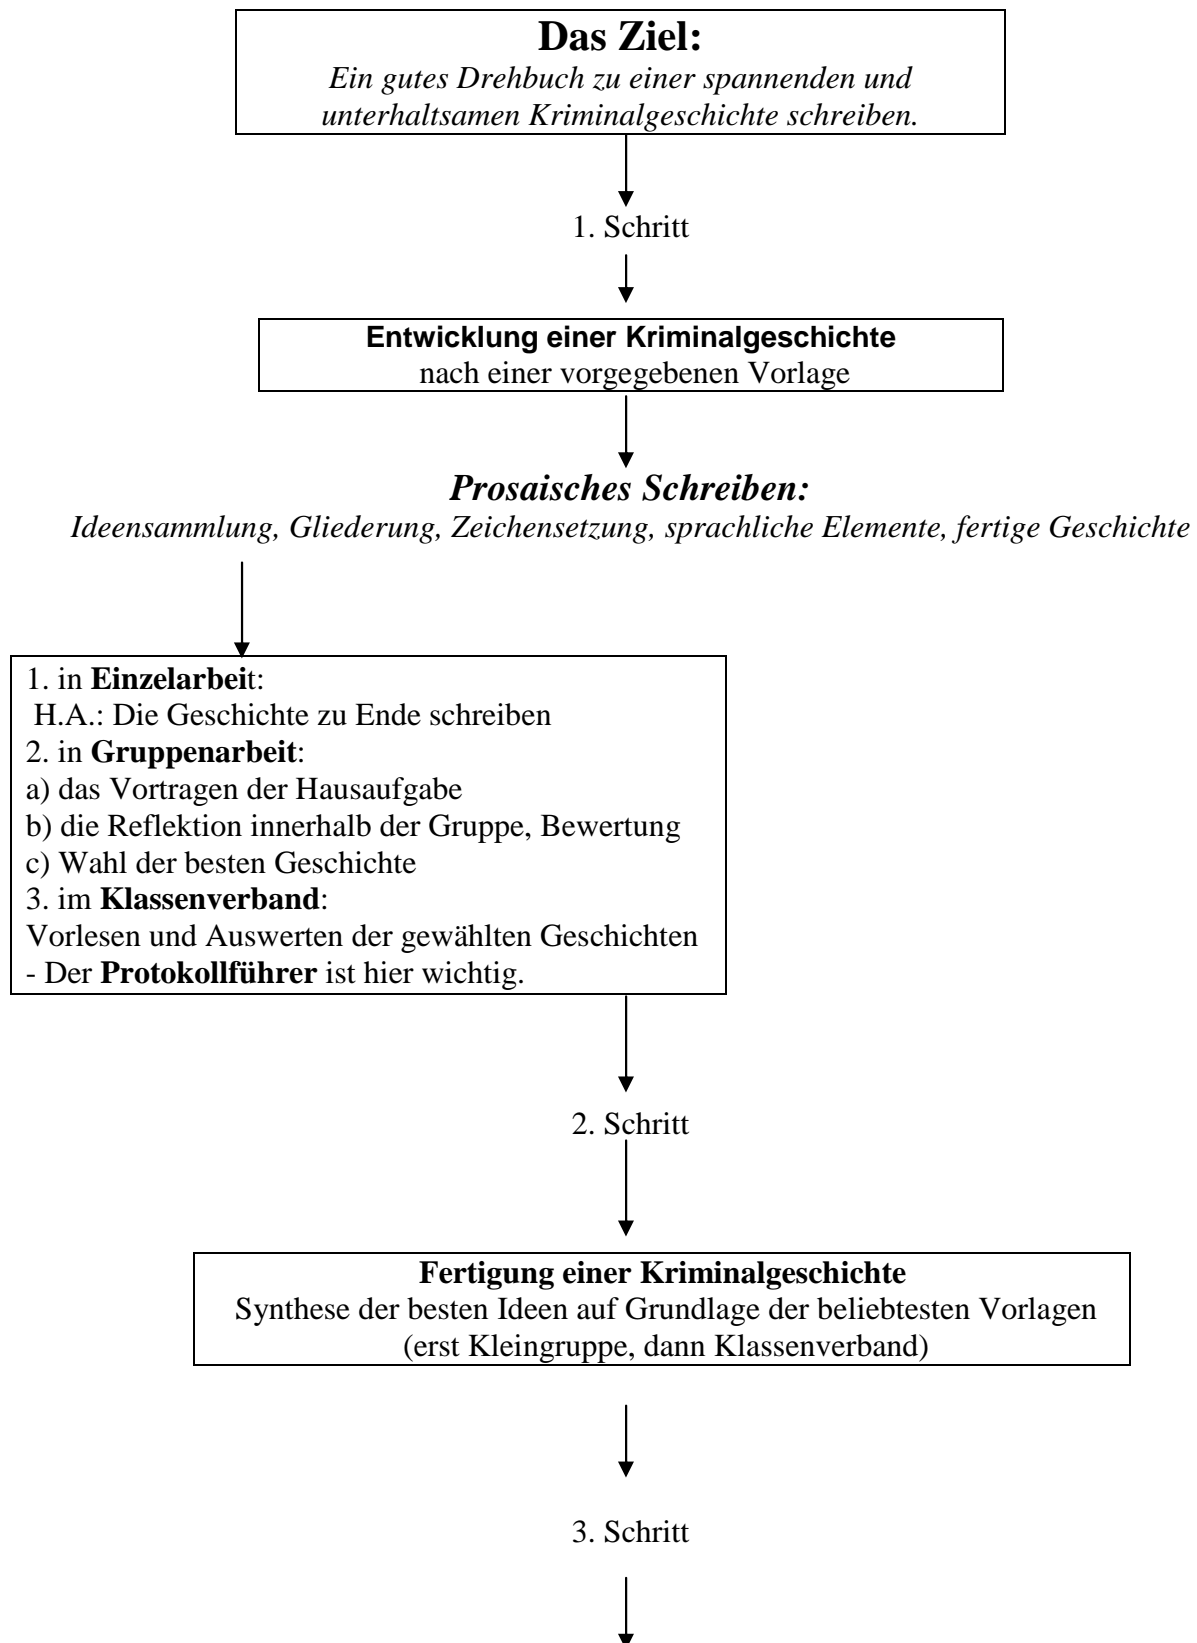 Das Ziel:
Ein gutes Drehbuch zu einer spannenden und
unterhaltsamen Kriminalgeschichte schreiben.
1. Schritt
Entwicklung einer Kriminalgeschichte
nach einer vorgegebenen Vorlage
Prosaisches Schreiben:
Ideensammlung, Gliederung, Zeichensetzung, sprachliche Elemente, fertige Geschichte
1. in Einzelarbeit:
H.A.: Die Geschichte zu Ende schreiben
2. in Gruppenarbeit:
a) das Vortragen der Hausaufgabe
b) die Reflektion innerhalb der Gruppe, Bewertung
c) Wahl der besten Geschichte
3. im Klassenverband:
Vorlesen und Auswerten der gewählten Geschichten
- Der Protokollführer ist hier wichtig.
2. Schritt
Fertigung einer Kriminalgeschichte
Synthese der besten Ideen auf Grundlage der beliebtesten Vorlagen
(erst Kleingruppe, dann Klassenverband)
3. Schritt